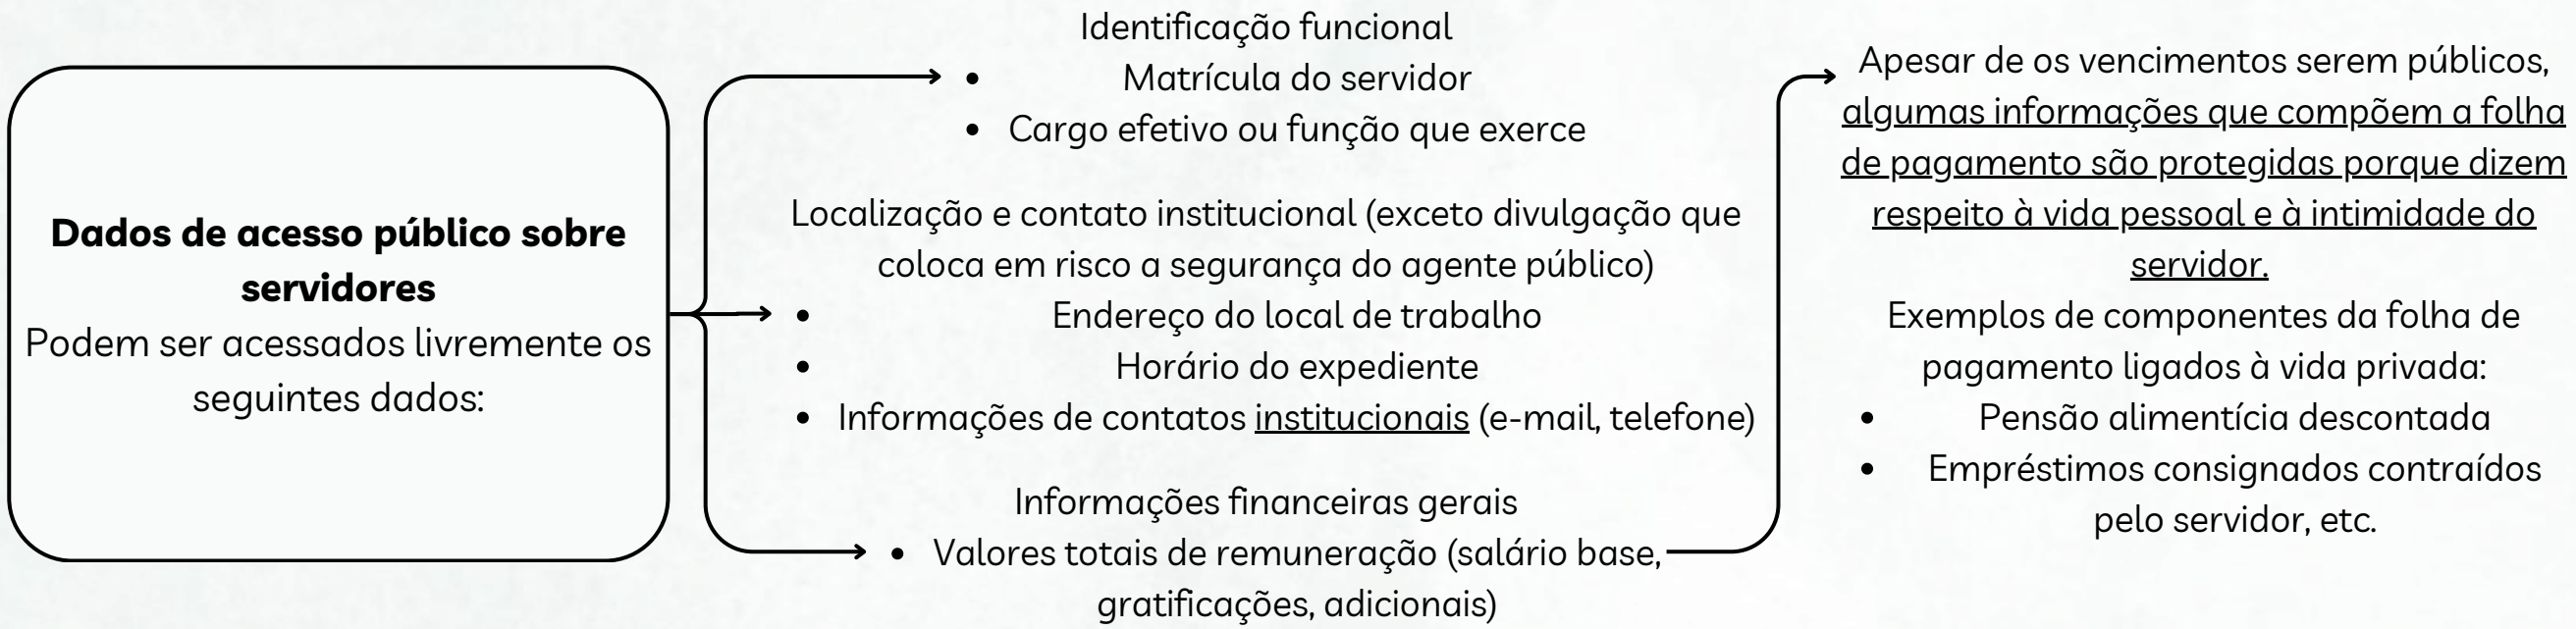 Dados de acesso público sobre
servidores
Podem ser acessados livremente os
seguintes dados:
Identificação funcional
• Matrícula do servidor
• Cargo efetivo ou função que exerce
Localização e contato institucional (exceto divulgação que
coloca em risco a segurança do agente público)
• Endereço do local de trabalho
• Horário do expediente
• Informações de contatos institucionais (e-mail, telefone)
Informações financeiras gerais
• Valores totais de remuneração (salário base,
gratificações, adicionais)
Apesar de os vencimentos serem públicos,
algumas informações que compõem a folha
de pagamento são protegidas porque dizem
respeito à vida pessoal e à intimidade do
servidor.
Exemplos de componentes da folha de
pagamento ligados à vida privada:
• Pensão alimentícia descontada
• Empréstimos consignados contraídos
pelo servidor, etc.